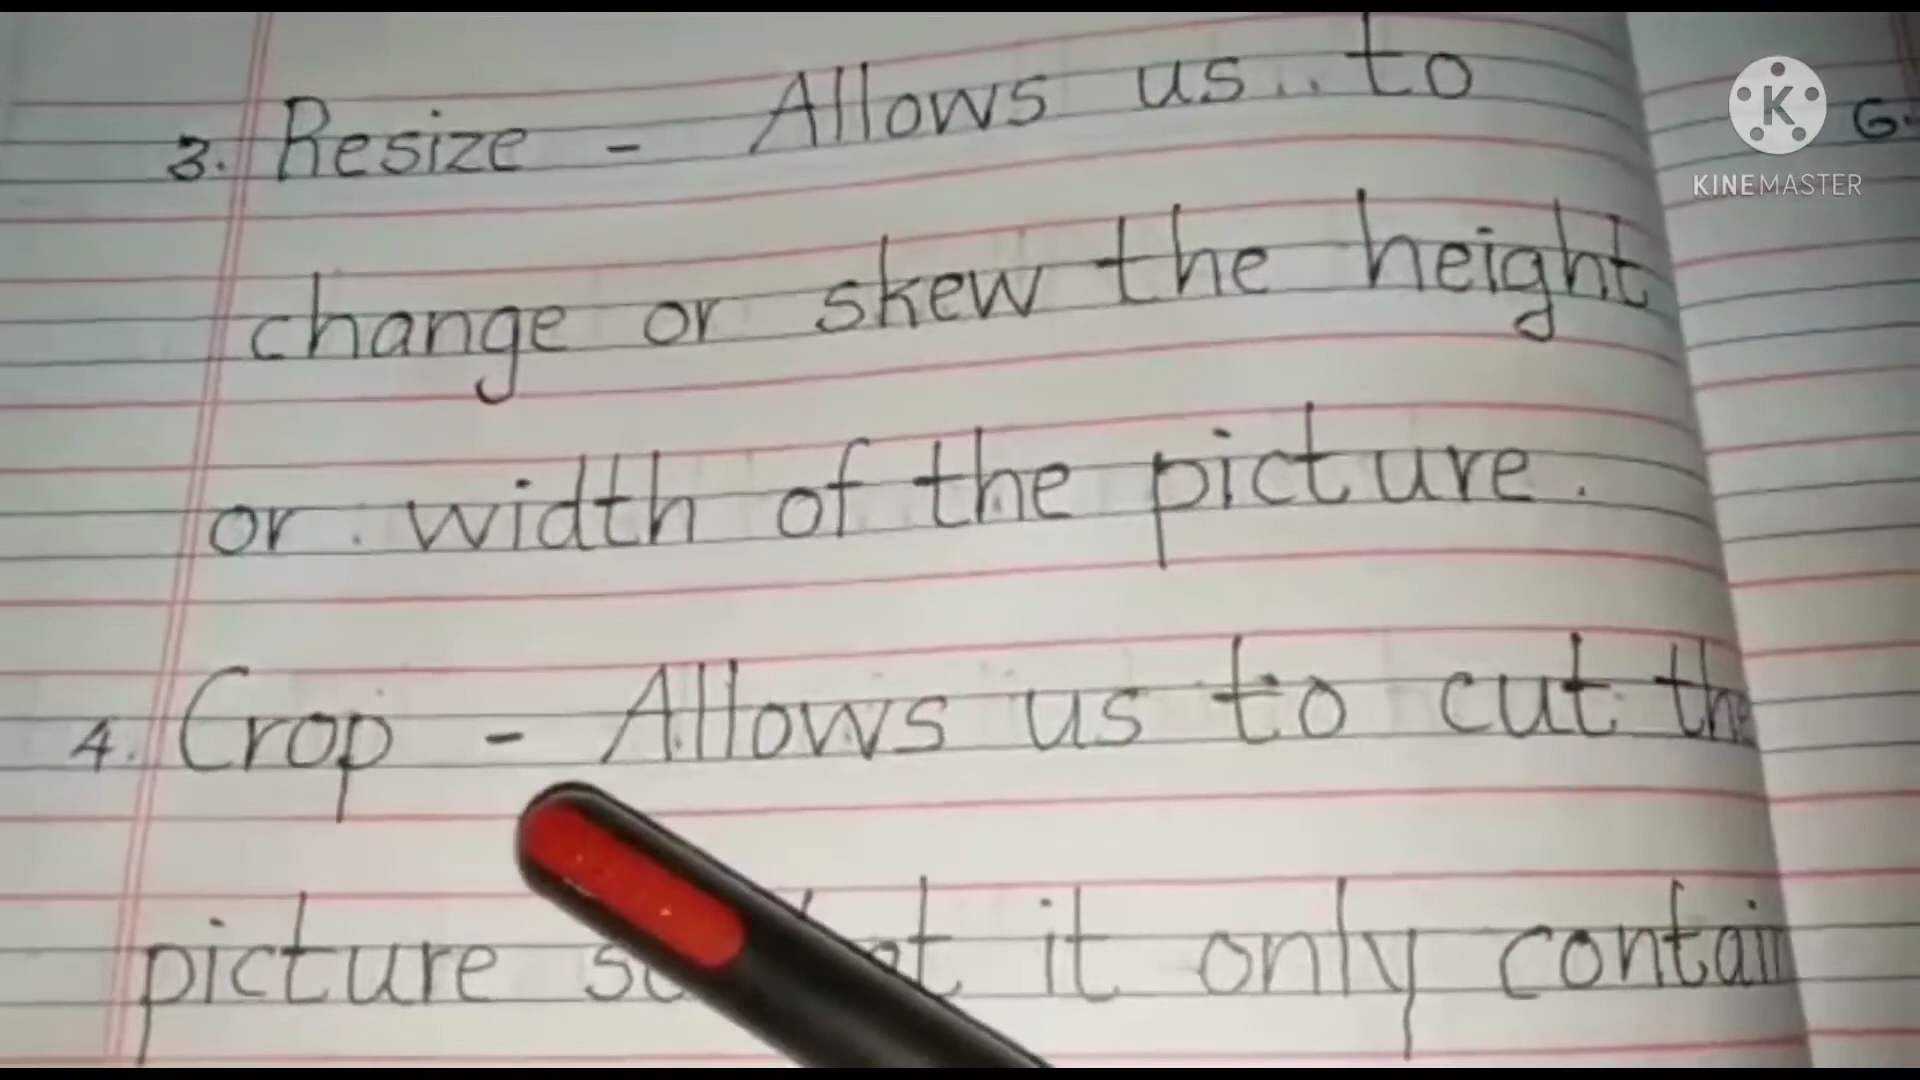 3. Resize - Allows us to
change or skew the height
or width of the picture.
4. Crop - Allows us to cut the
picture it only contain
6.
K
KINEMASTER